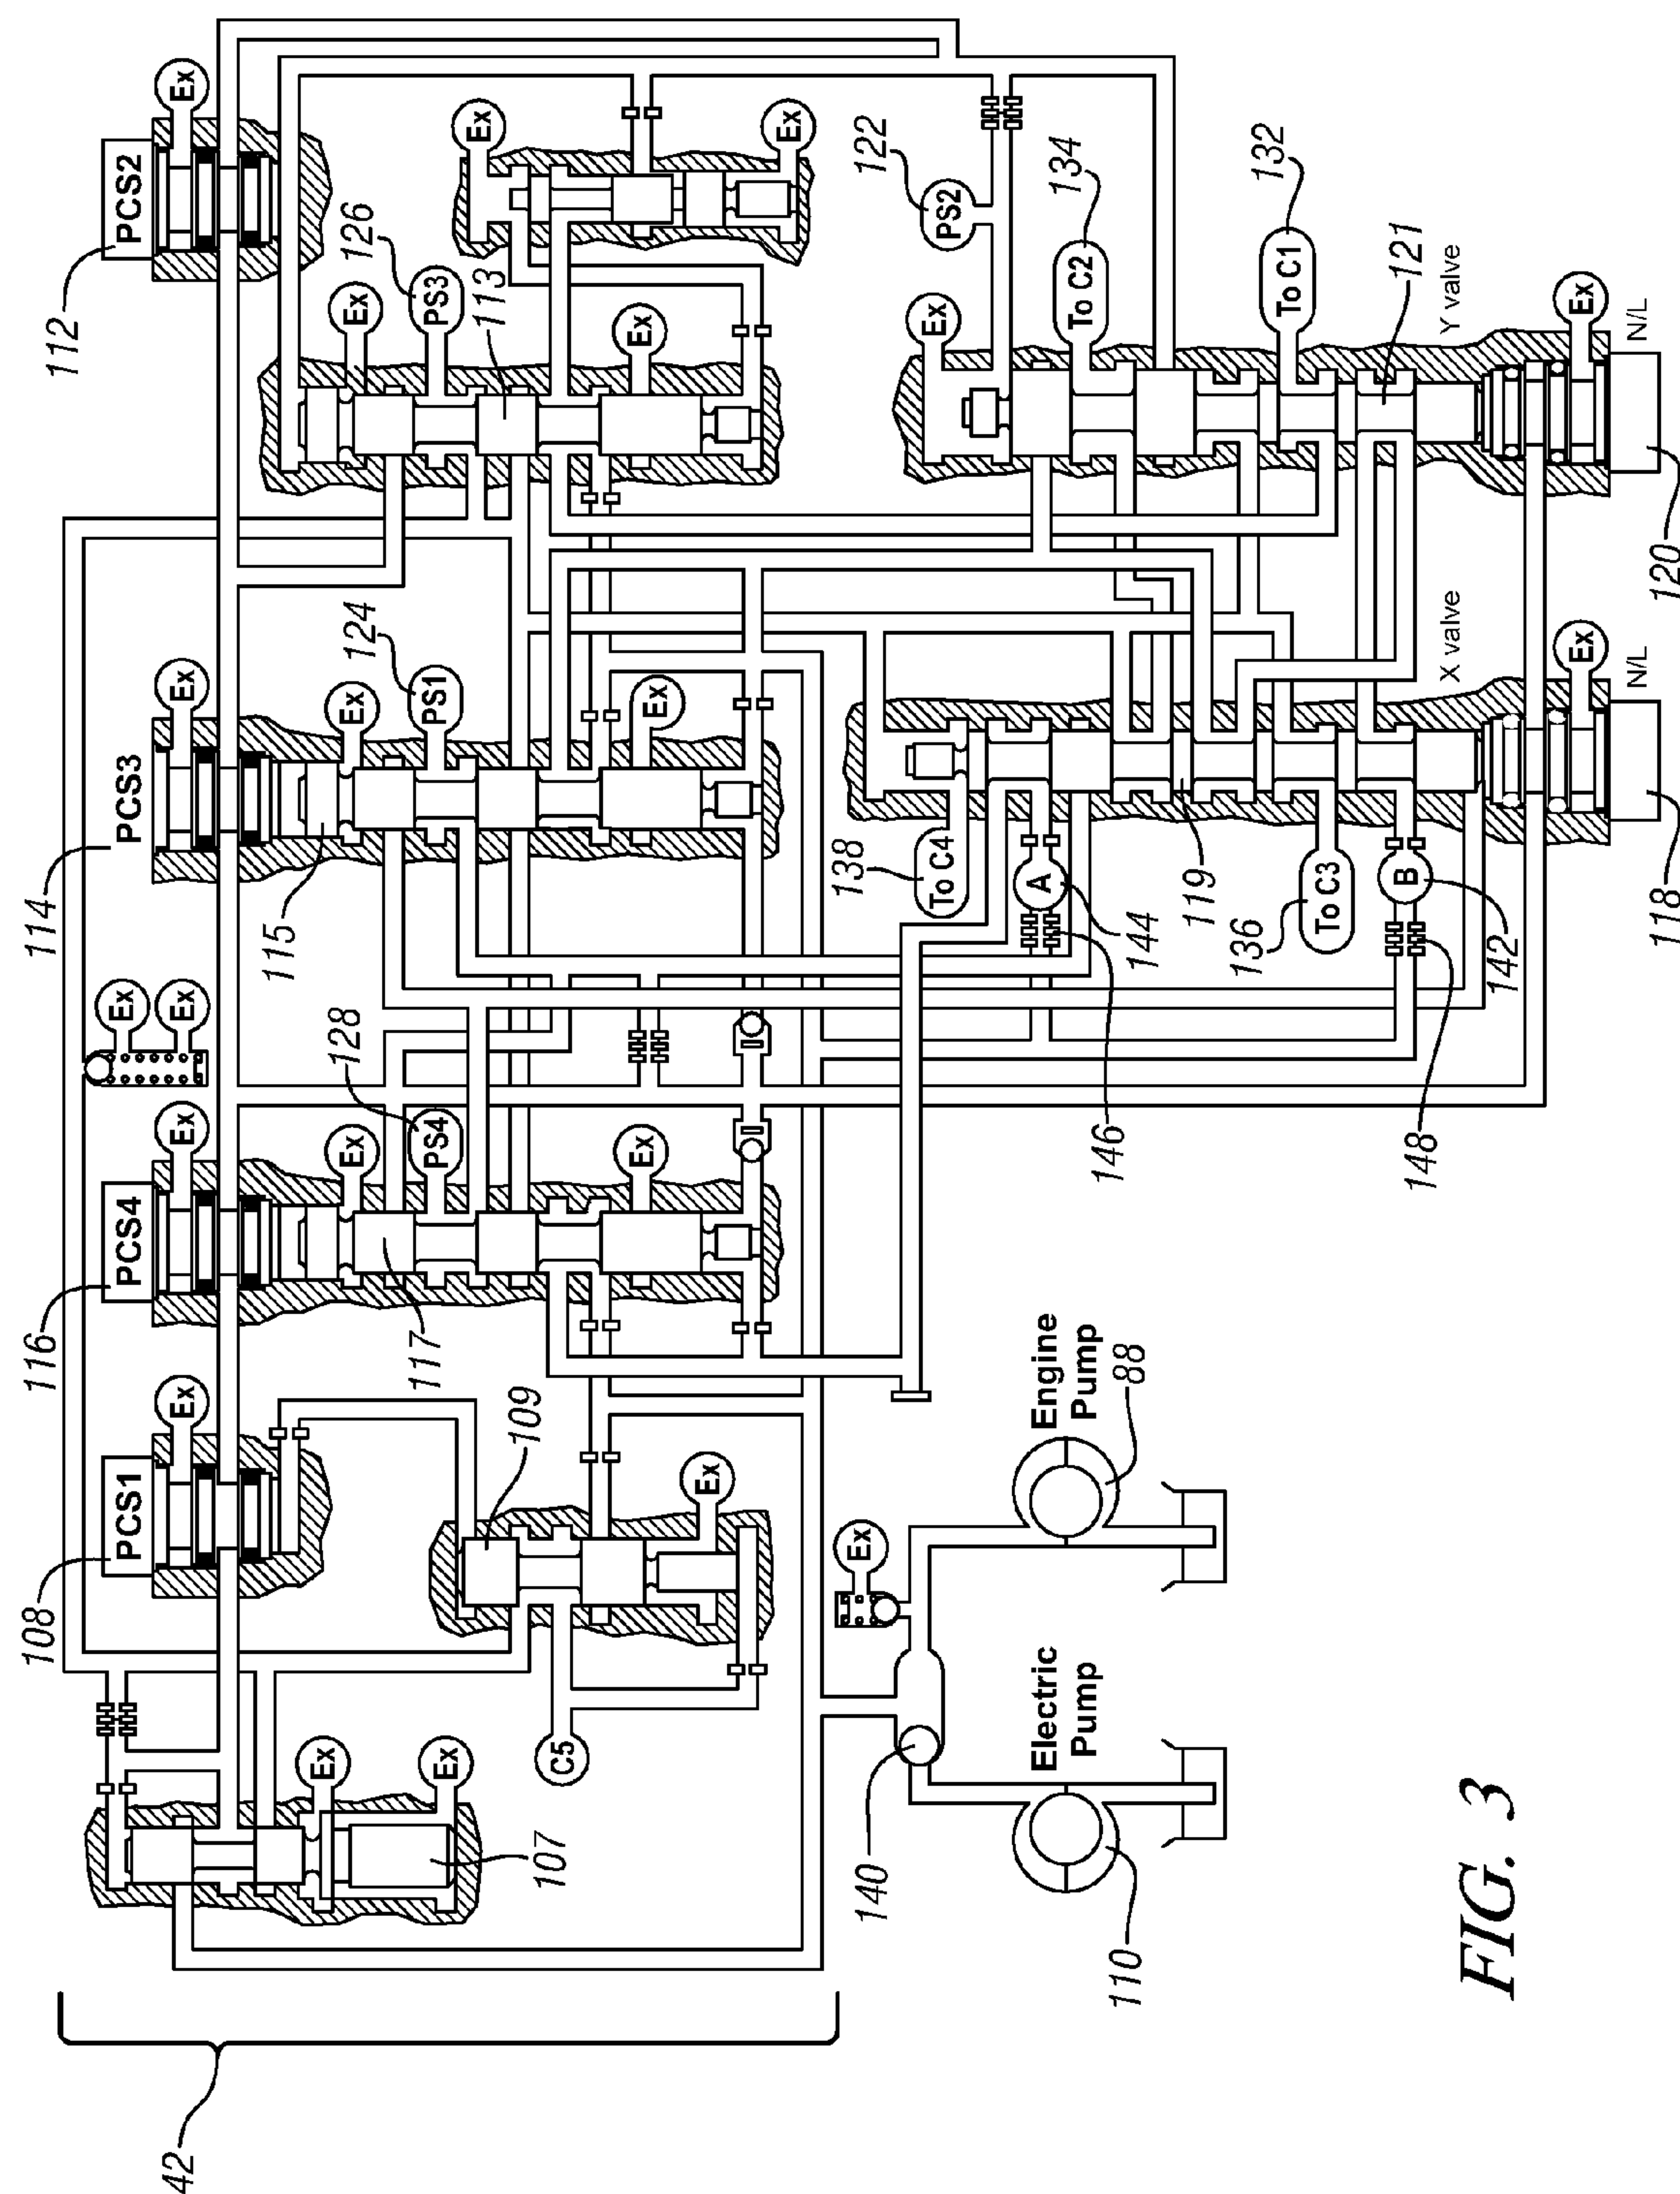 42
108
PCS1
Ex
116
PCS4
Ex
Ex
Ex
114
PCS3
Ex
112
PCS2
Ex
107
Ex
Ex
C5
109
Ex
117
128
PS4
Ex
Ex
115
124
PS1
Ex
Ex
126
PS3
113
Ex
Ex
Ex
Ex
140
Ex
110
Electric
Pump
Engine
Pump
88
138
To C4
A
144
146
119
136
To C3
B
142
148
X valve
Ex
N/L
118
122
PS2
Ex
134
To C2
132
To C1
121
Y valve
Ex
N/L
120
FIG. 3